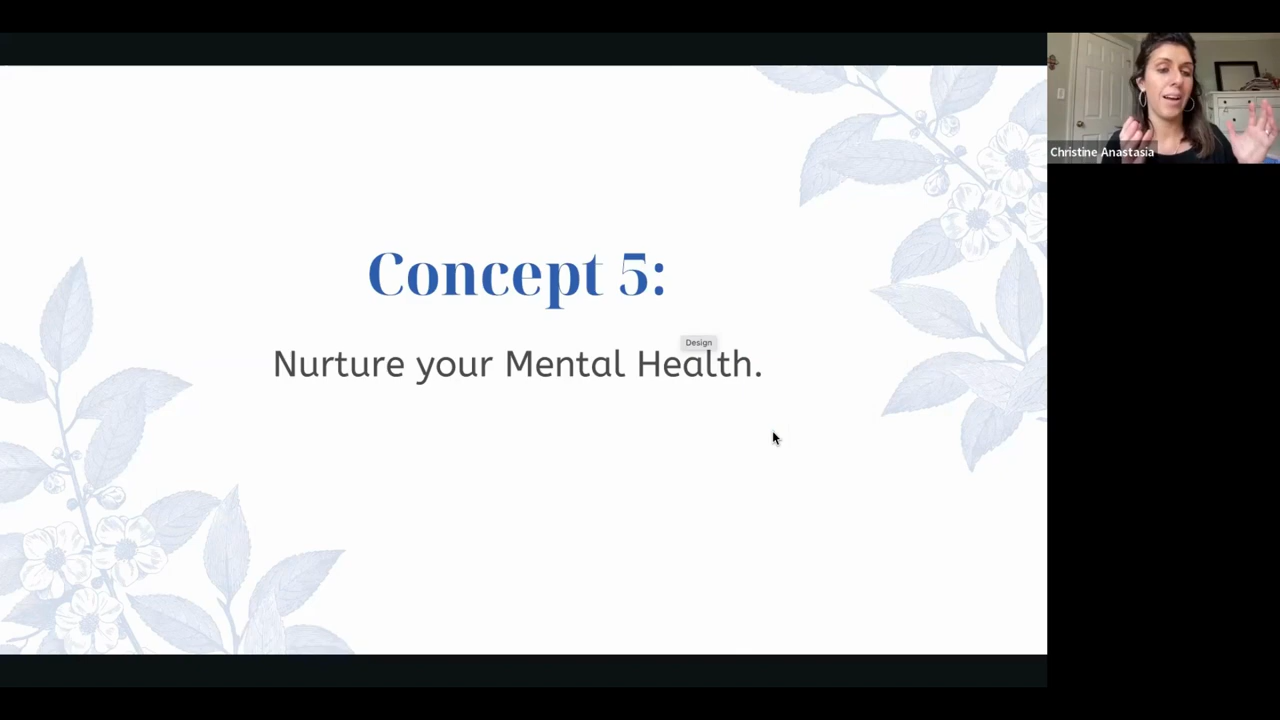 Christine Anastasia
Concept 5:
Design
Nurture your Mental Health.